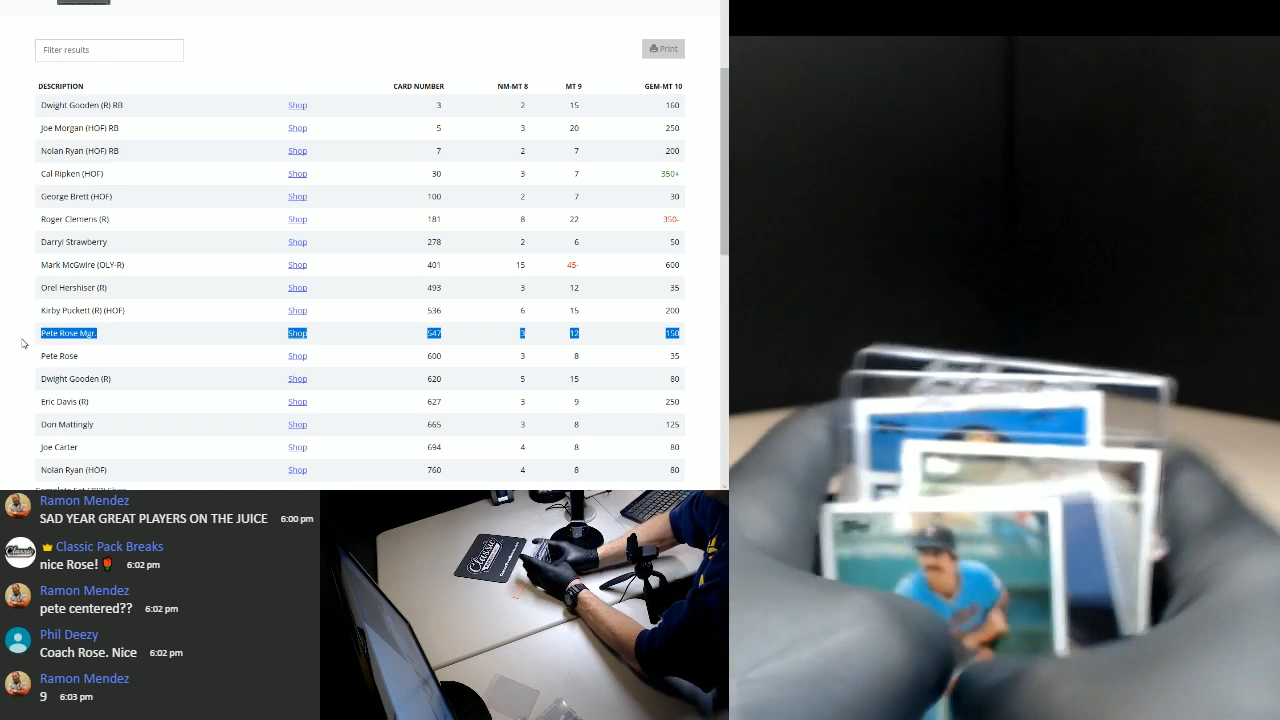 Filter results
Print
DESCRIPTION CARD NUMBER NM-MT 8 MT 9 GEM-MT 10
Dwight Gooden (R) RB Shop 3 2 15 160
Joe Morgan (HOF) RB Shop 5 3 20 250
Nolan Ryan (HOF) RB Shop 7 2 7 200
Cal Ripken (HOF) Shop 30 3 7 350+
George Brett (HOF) Shop 100 2 7 30
Roger Clemens (R) Shop 181 8 22 350-
Darryl Strawberry Shop 278 2 6 50
Mark McGwire (OLY-R) Shop 401 15 45- 600
Orel Hershiser (R) Shop 493 3 12 35
Kirby Puckett (R) (HOF) Shop 536 6 15 200
Pete Rose Mgr. Shop 547 3 12 150
Pete Rose Shop 600 3 8 35
Dwight Gooden (R) Shop 620 5 15 80
Eric Davis (R) Shop 627 3 9 250
Don Mattingly Shop 665 3 8 125
Joe Carter Shop 694 4 8 80
Nolan Ryan (HOF) Shop 760 4 8 80
Ramon Mendez
SAD YEAR GREAT PLAYERS ON THE JUICE 6:00 pm
Classic Pack Breaks
nice Rose!🌹 6:02 pm
Ramon Mendez
pete centered?? 6:02 pm
Phil Deezy
Coach Rose. Nice 6:02 pm
Ramon Mendez
9 6:03 pm
Classic
Topps